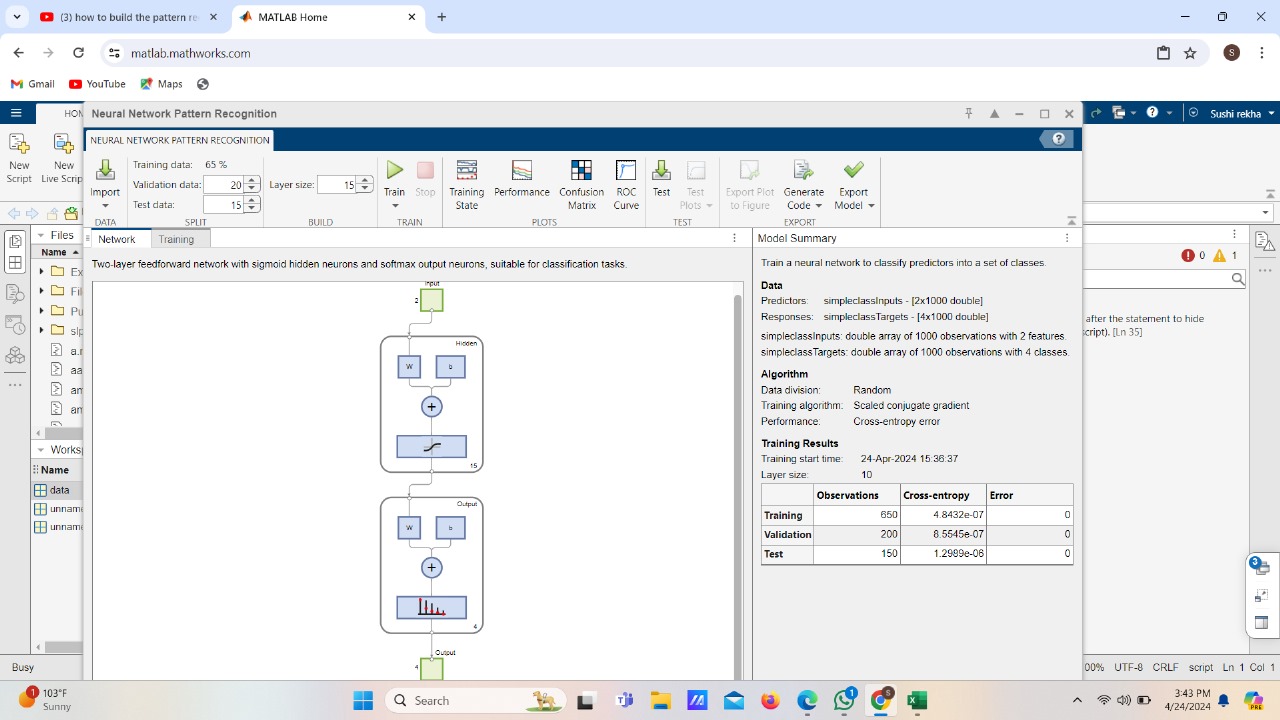 (3) how to build the pattern re
MATLAB Home
matlab.mathworks.com
S
Gmail
YouTube
Maps
HON
Neural Network Pattern Recognition
Sushi rekha
NEURAL NETWORK PATTERN RECOGNITION
New Script
New Live Scrip
Import
Training data: 65 %
Validation data: 20
Test data: 15
Layer size: 15
Train
Stop
Training State
Performance
Confusion Matrix
ROC Curve
Test
Test Plots
Export Plot to Figure
Generate Code
Export Model
DATA
SPLIT
BUILD
TRAIN
PLOTS
TEST
EXPORT
Files
Name
Network
Training
Model Summary
Two-layer feedforward network with sigmoid hidden neurons and softmax output neurons, suitable for classification tasks.
Input
2
Hidden
W
b
+
15
Output
W
b
+
4
Output
4
Train a neural network to classify predictors into a set of classes.
Data
Predictors: simpleclassInputs - [2x1000 double]
Responses: simpleclassTargets - [4x1000 double]
simpleclassInputs: double array of 1000 observations with 2 features.
simpleclassTargets: double array of 1000 observations with 4 classes.
Algorithm
Data division: Random
Training algorithm: Scaled conjugate gradient
Performance: Cross-entropy error
Training Results
Training start time: 24-Apr-2024 15:36:37
Layer size: 10
Observations Cross-entropy Error
Training 650 4.8432e-07 0
Validation 200 8.5545e-07 0
Test 150 1.2989e-06 0
0 1
after the statement to hide
cript). [Ln 35]
Ex
Fil
Pu
slp
a.n
aa
am
an
Works
Name
data
unname
unname
Busy
3
00% UTF-8 CRLF script Ln 1 Col 1
1
103°F
Sunny
Search
1
S
3:43 PM
4/24/2024
PRE